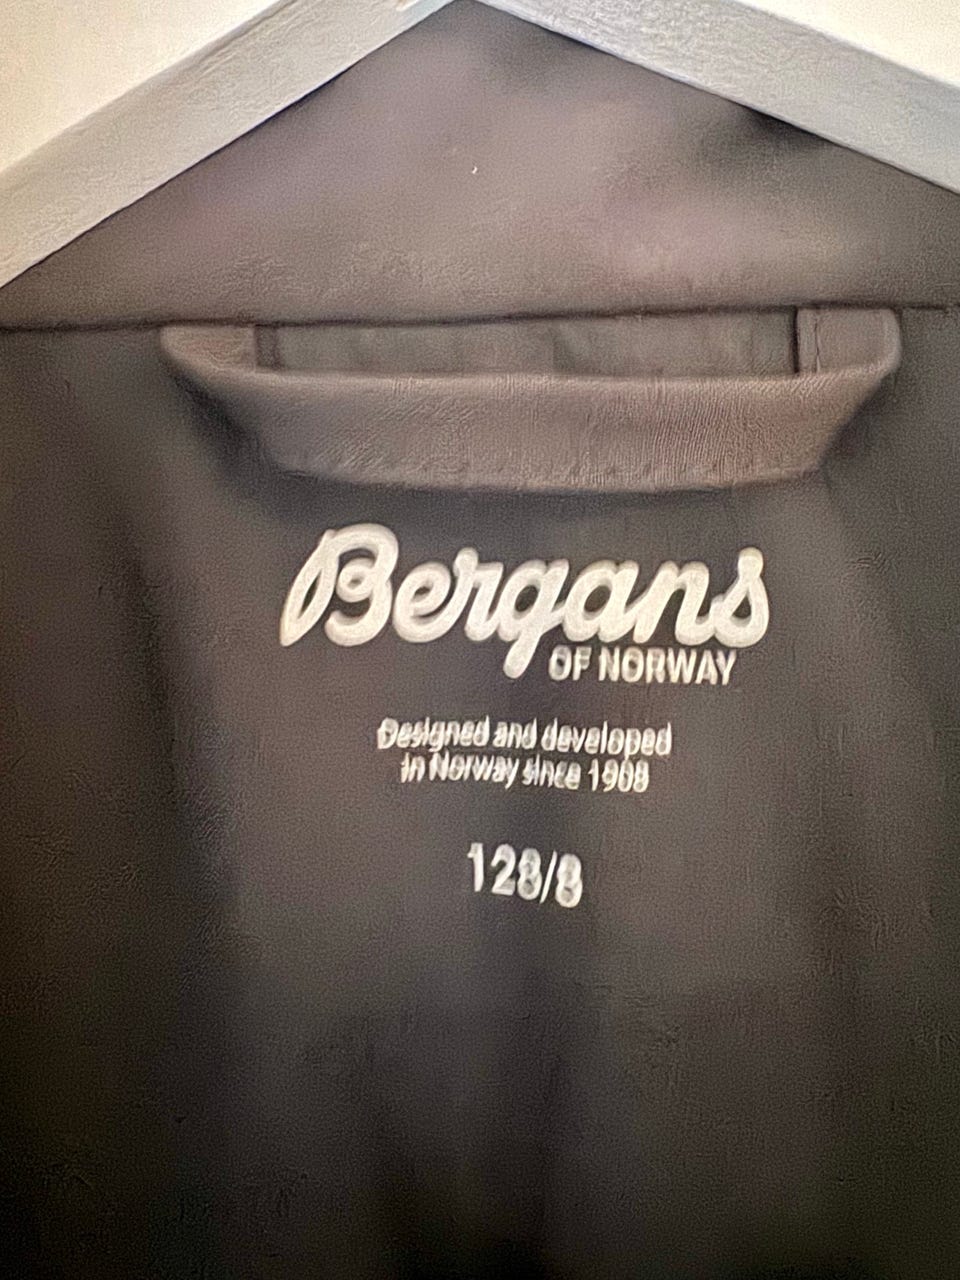 Bergans
OF NORWAY
Designed and developed
in Norway since 1908
128/8